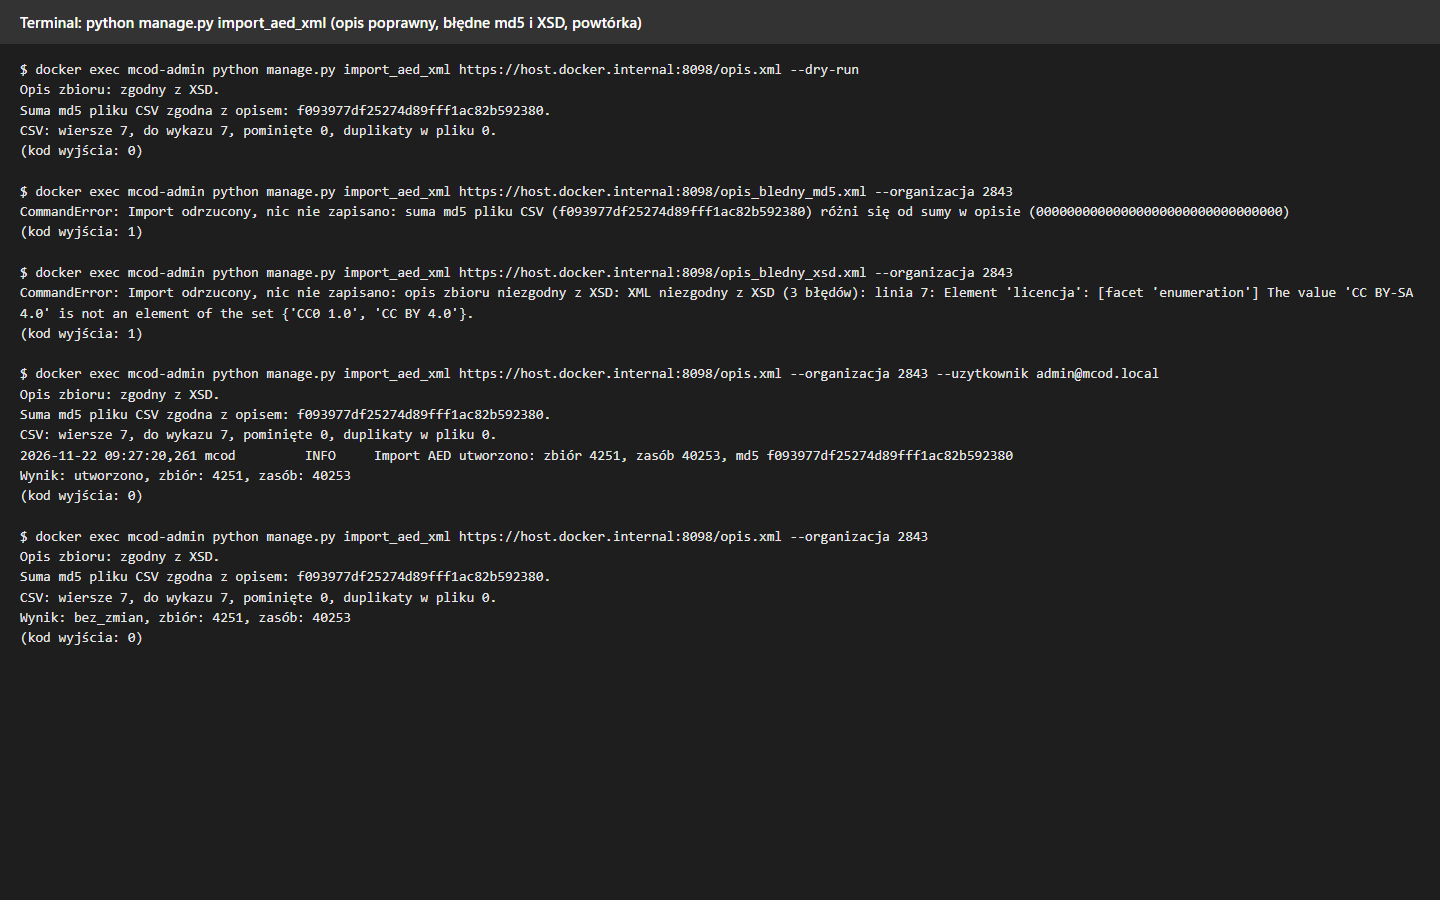 Terminal: python manage.py import_aed_xml (opis poprawny, błędne md5 i XSD, powtórka)
$ docker exec mcod-admin python manage.py import_aed_xml https://host.docker.internal:8098/opis.xml --dry-run
Opis zbioru: zgodny z XSD.
Suma md5 pliku CSV zgodna z opisem: f093977df25274d89fff1ac82b592380.
CSV: wiersze 7, do wykazu 7, pominięte 0, duplikaty w pliku 0.
(kod wyjścia: 0)
$ docker exec mcod-admin python manage.py import_aed_xml https://host.docker.internal:8098/opis_bledny_md5.xml --organizacja 2843
CommandError: Import odrzucony, nic nie zapisano: suma md5 pliku CSV (f093977df25274d89fff1ac82b592380) różni się od sumy w opisie (00000000000000000000000000000000)
(kod wyjścia: 1)
$ docker exec mcod-admin python manage.py import_aed_xml https://host.docker.internal:8098/opis_bledny_xsd.xml --organizacja 2843
CommandError: Import odrzucony, nic nie zapisano: opis zbioru niezgodny z XSD: XML niezgodny z XSD (3 błędów): linia 7: Element 'licencja': [facet 'enumeration'] The value 'CC BY-SA
4.0' is not an element of the set {'CC0 1.0', 'CC BY 4.0'}.
(kod wyjścia: 1)
$ docker exec mcod-admin python manage.py import_aed_xml https://host.docker.internal:8098/opis.xml --organizacja 2843 --uzytkownik admin@mcod.local
Opis zbioru: zgodny z XSD.
Suma md5 pliku CSV zgodna z opisem: f093977df25274d89fff1ac82b592380.
CSV: wiersze 7, do wykazu 7, pominięte 0, duplikaty w pliku 0.
2026-11-22 09:27:20,261 mcod         INFO     Import AED utworzono: zbiór 4251, zasób 40253, md5 f093977df25274d89fff1ac82b592380
Wynik: utworzono, zbiór: 4251, zasób: 40253
(kod wyjścia: 0)
$ docker exec mcod-admin python manage.py import_aed_xml https://host.docker.internal:8098/opis.xml --organizacja 2843
Opis zbioru: zgodny z XSD.
Suma md5 pliku CSV zgodna z opisem: f093977df25274d89fff1ac82b592380.
CSV: wiersze 7, do wykazu 7, pominięte 0, duplikaty w pliku 0.
Wynik: bez_zmian, zbiór: 4251, zasób: 40253
(kod wyjścia: 0)